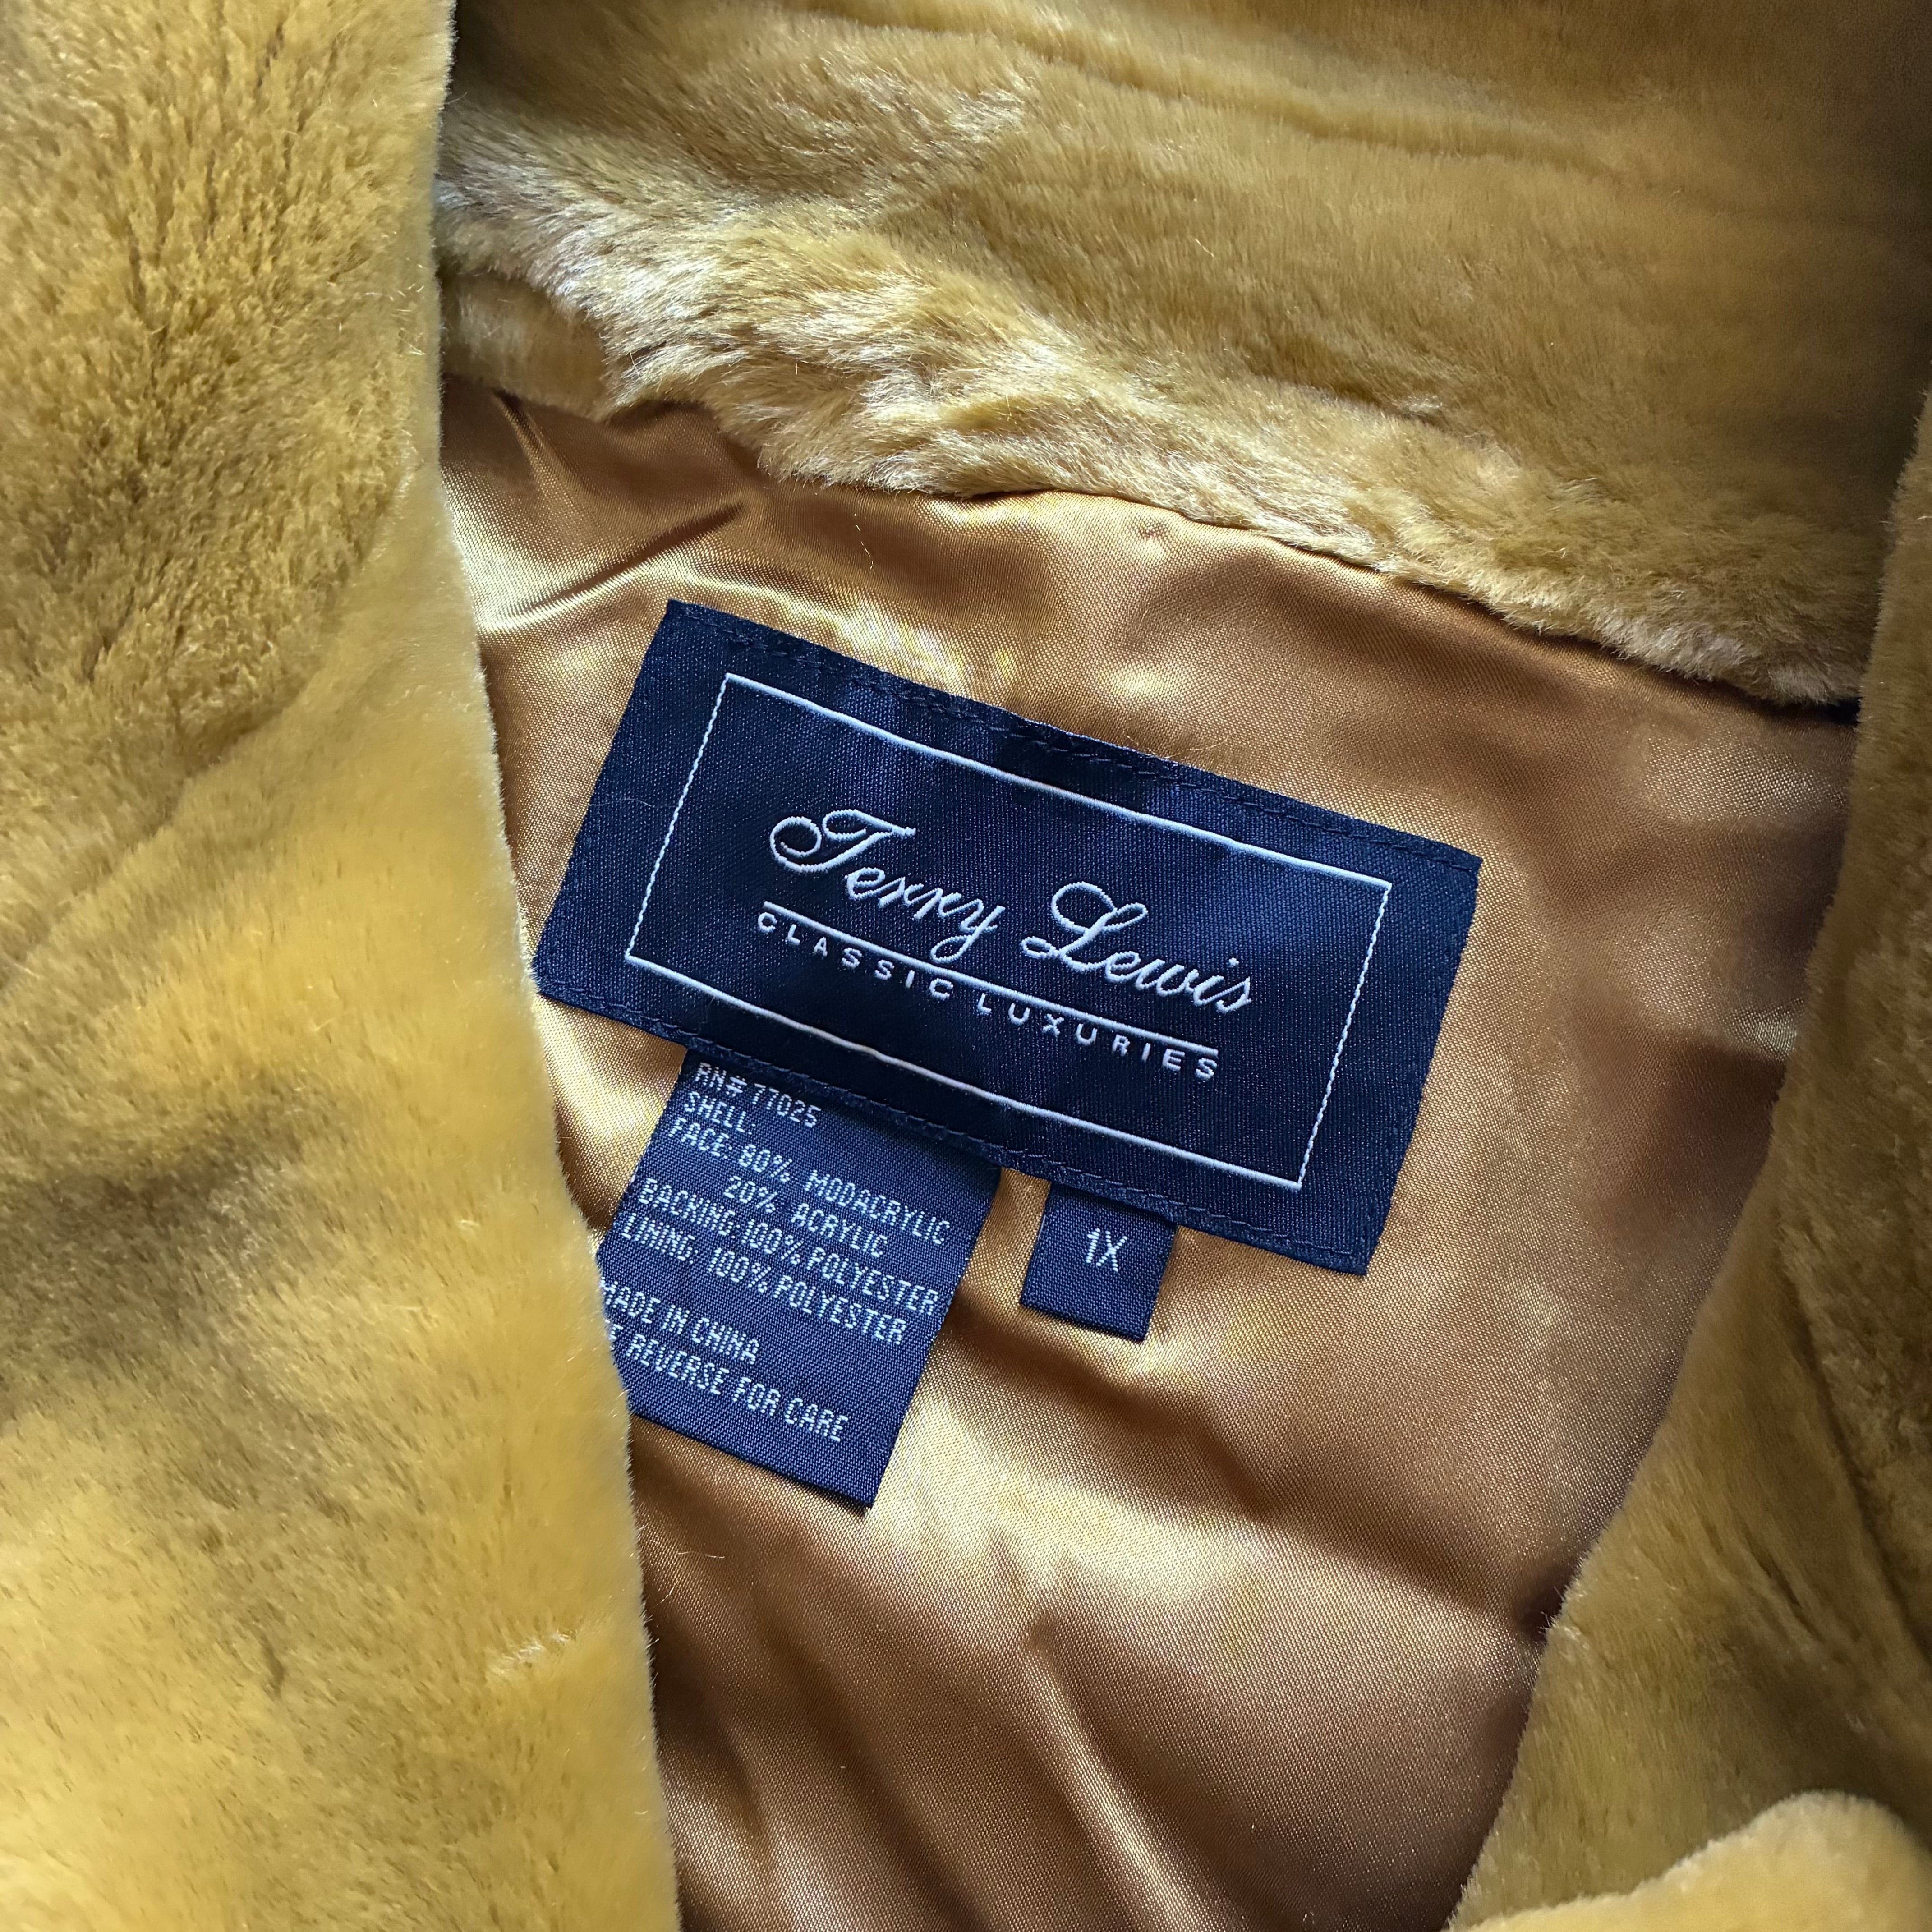 Terry Lewis
CLASSIC LUXURIES
RN# 77025
SHELL:
FACE: 80% MODACRYLIC
20% ACRYLIC
BACKING: 100% POLYESTER
LINING: 100% POLYESTER
MADE IN CHINA
REVERSE FOR CARE
1X